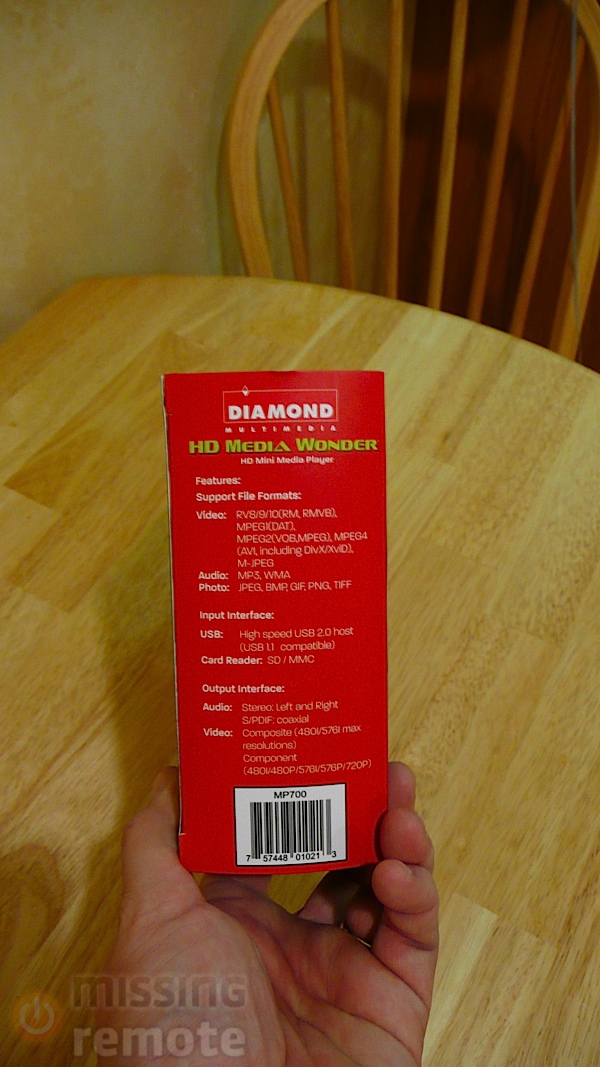 DIAMOND
MULTIMEDIA
HD MEDIA WONDER
HD Mini Media Player
Features:
Support File Formats:
Video: RV8/9/10(RM, RMVB),
MPEG1(DAT),
MPEG2(VOB,MPEG), MPEG4
(AVI, including DivX/XviD),
M-JPEG
Audio: MP3, WMA
Photo: JPEG, BMP, GIF, PNG, TIFF
Input Interface:
USB: High speed USB 2.0 host
(USB 1.1 compatible)
Card Reader: SD / MMC
Output Interface:
Audio: Stereo: Left and Right
S/PDIF: coaxial
Video: Composite (480I/576I max
resolutions)
Component
(480I/480P/576I/576P/720P)
MP700
7 57448 01021 3
missing
remote